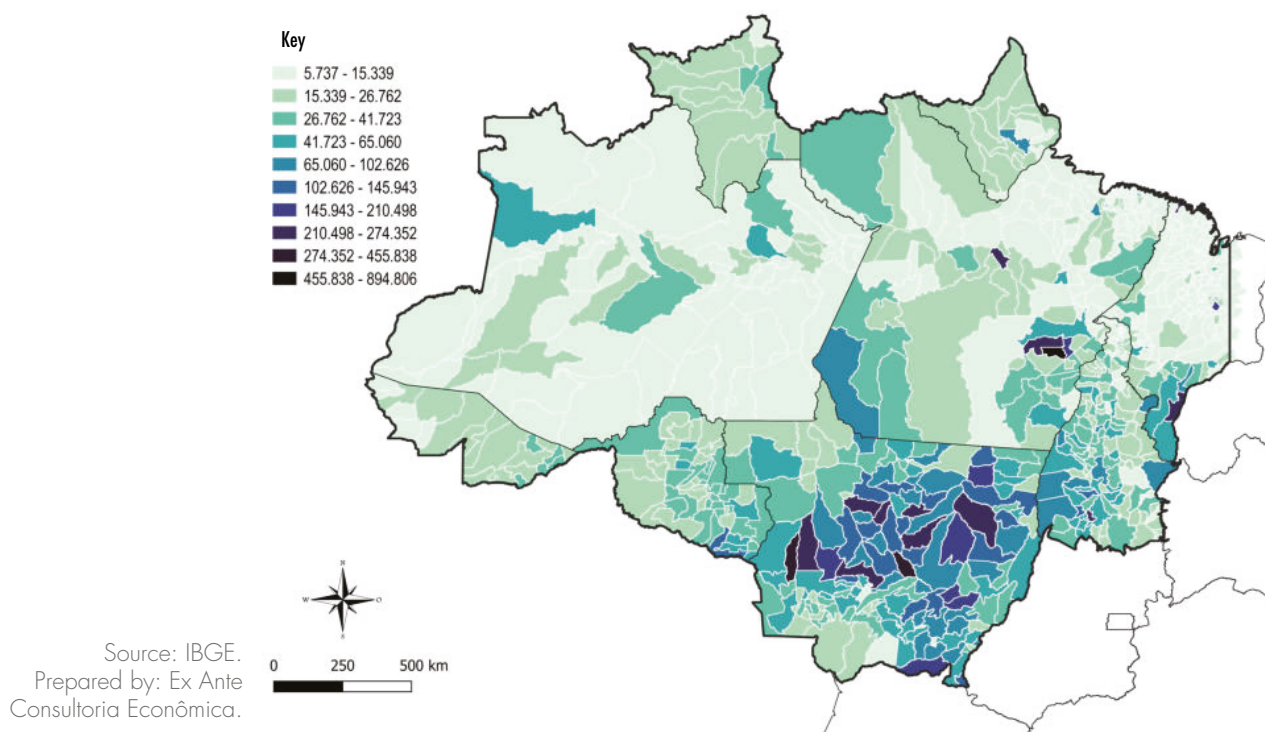 Key
5.737 - 15.339
15.339 - 26.762
26.762 - 41.723
41.723 - 65.060
65.060 - 102.626
102.626 - 145.943
145.943 - 210.498
210.498 - 274.352
274.352 - 455.838
455.838 - 894.806
N
W
O
S
Source: IBGE.
Prepared by: Ex Ante
Consultoria Econômica.
0 250 500 km